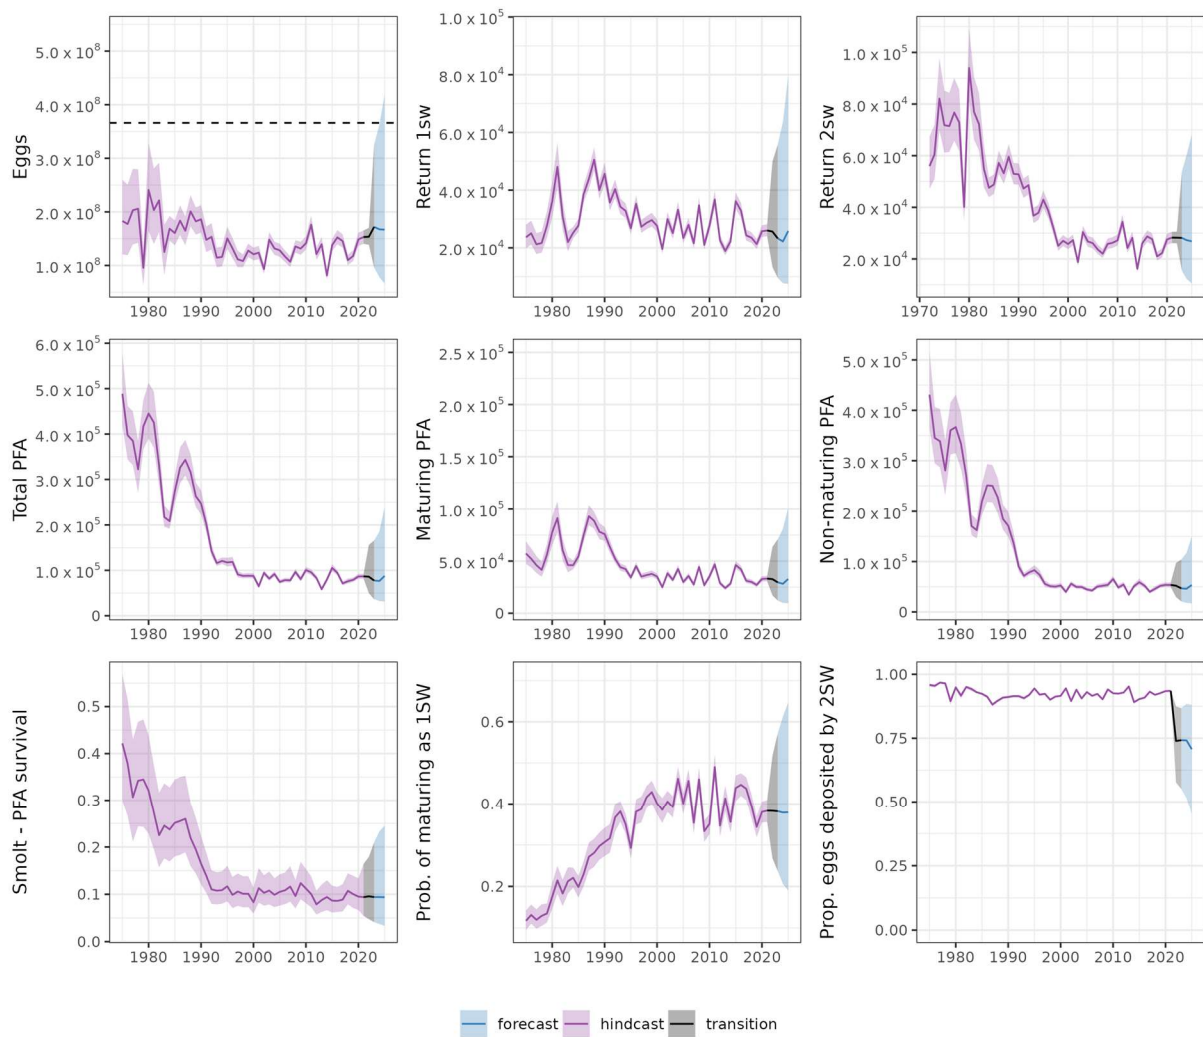 Eggs
5.0 x 10^8
4.0 x 10^8
3.0 x 10^8
2.0 x 10^8
1.0 x 10^8
1980 1990 2000 2010 2020
Return 1sw
1.0 x 10^5
8.0 x 10^4
6.0 x 10^4
4.0 x 10^4
2.0 x 10^4
1980 1990 2000 2010 2020
Return 2sw
1.0 x 10^5
8.0 x 10^4
6.0 x 10^4
4.0 x 10^4
2.0 x 10^4
1970 1980 1990 2000 2010 2020
Total PFA
6.0 x 10^5
5.0 x 10^5
4.0 x 10^5
3.0 x 10^5
2.0 x 10^5
1.0 x 10^5
0
1980 1990 2000 2010 2020
Maturing PFA
2.5 x 10^5
2.0 x 10^5
1.5 x 10^5
1.0 x 10^5
5.0 x 10^4
0
1980 1990 2000 2010 2020
Non-maturing PFA
5.0 x 10^5
4.0 x 10^5
3.0 x 10^5
2.0 x 10^5
1.0 x 10^5
0
1980 1990 2000 2010 2020
Smolt - PFA survival
0.5
0.4
0.3
0.2
0.1
0.0
1980 1990 2000 2010 2020
Prob. of maturing as 1SW
0.6
0.4
0.2
1980 1990 2000 2010 2020
Prop. eggs deposited by 2SW
1.00
0.75
0.50
0.25
0.00
1980 1990 2000 2010 2020
forecast hindcast transition